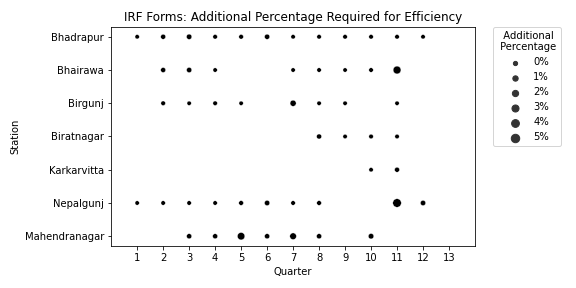 IRF Forms: Additional Percentage Required for Efficiency
Station
Bhadrapur
Bhairawa
Birgunj
Biratnagar
Karkarvitta
Nepalgunj
Mahendranagar
1 2 3 4 5 6 7 8 9 10 11 12 13
Quarter
Additional
Percentage
0%
1%
2%
3%
4%
5%